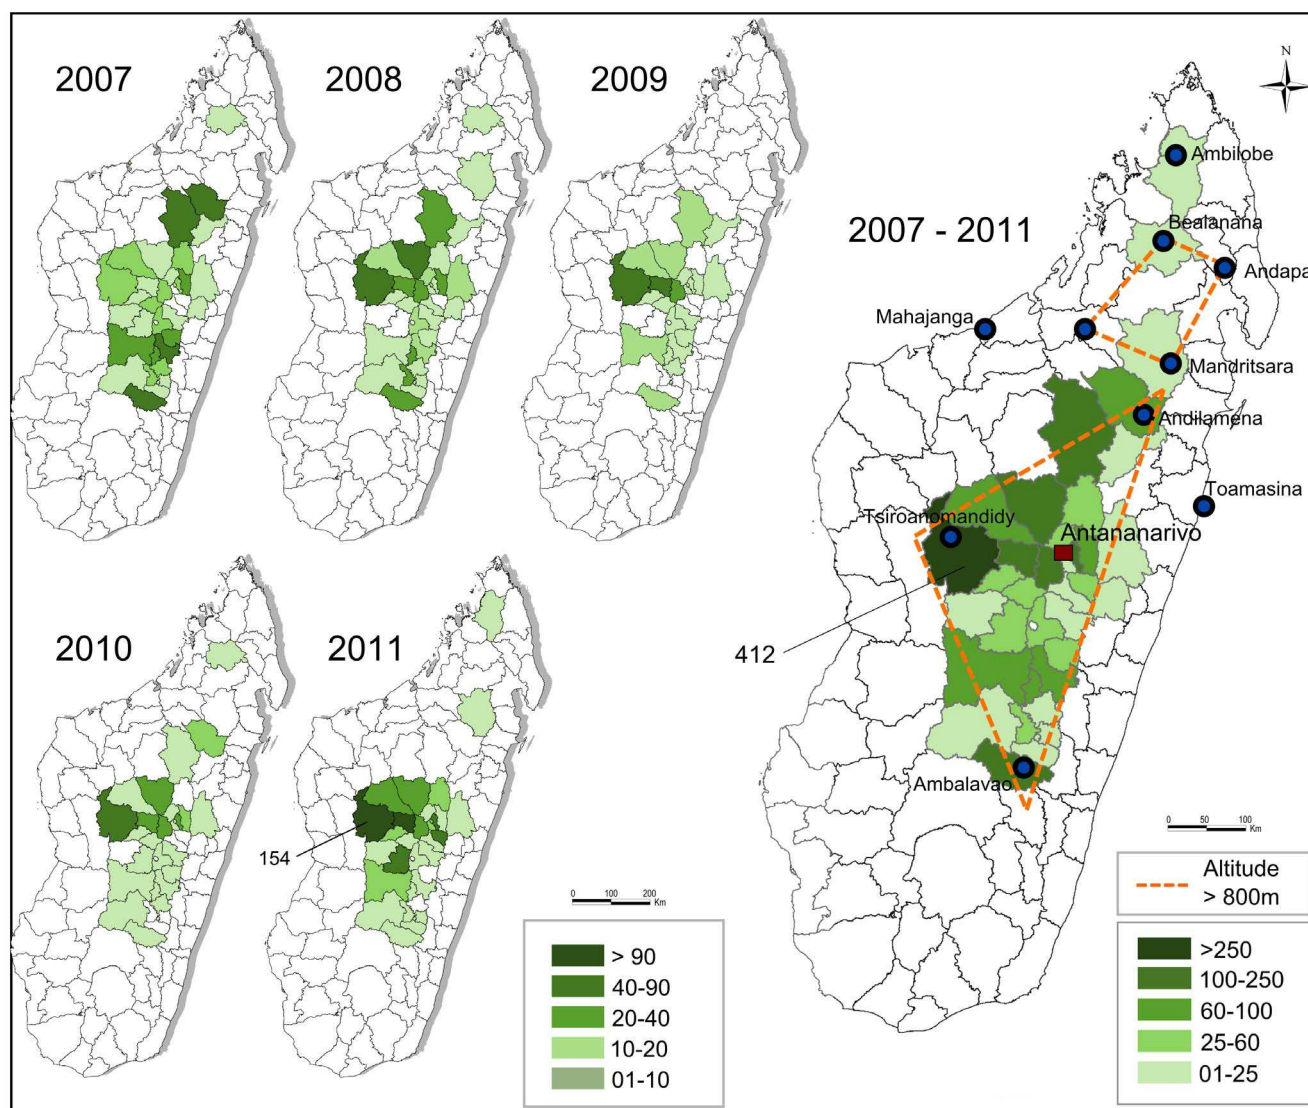 2007
2008
2009
2010
2011
154
0 100 200
Km
> 90
40-90
20-40
10-20
01-10
N
2007 - 2011
Ambilobe
Bealanana
Andapa
Mahajanga
Mandritsara
Andilamena
Toamasina
Tsiroanomandidy
Antananarivo
412
Ambalavao
0 50 100
Km
Altitude
> 800m
>250
100-250
60-100
25-60
01-25